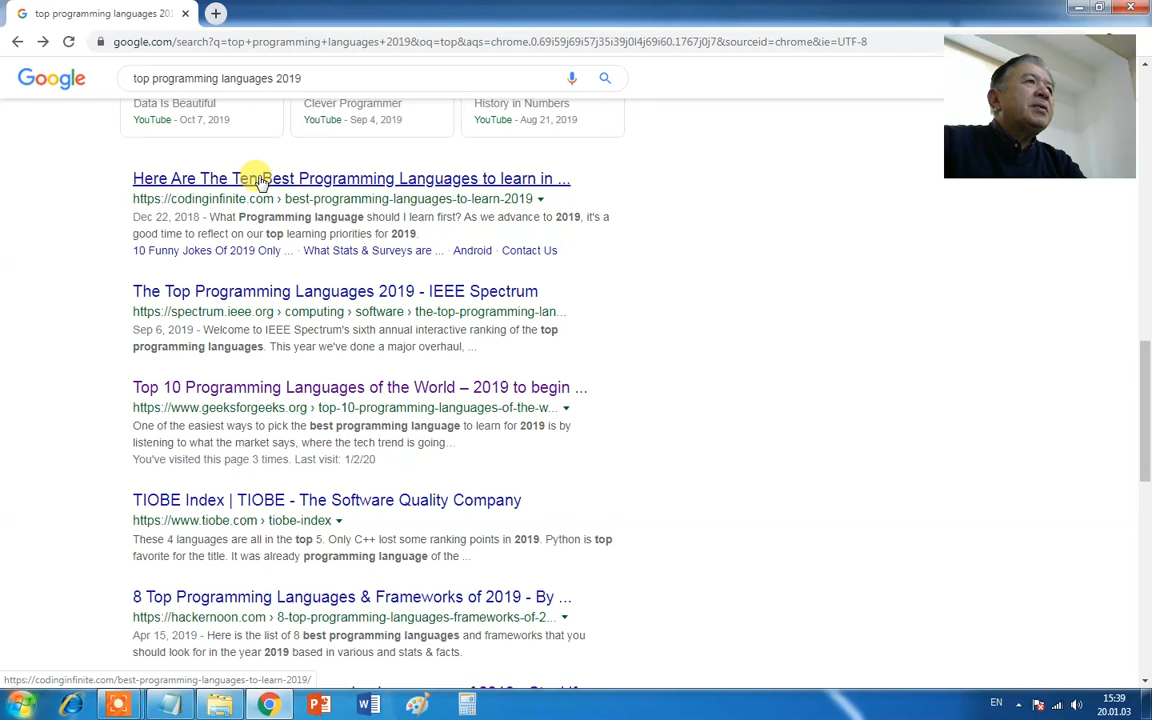 top programming languages 201
google.com/search?q=top+programming+languages+2019&oq=top&aqs=chrome.0.69i59j69i57j35i39j0l4j69i60.1767j0j7&sourceid=chrome&ie=UTF-8
Google
top programming languages 2019
Data Is Beautiful
YouTube - Oct 7, 2019
Clever Programmer
YouTube - Sep 4, 2019
History in Numbers
YouTube - Aug 21, 2019
Here Are The Ten Best Programming Languages to learn in ...
https://codinginfinite.com › best-programming-languages-to-learn-2019
Dec 22, 2018 - What Programming language should I learn first? As we advance to 2019, it's a
good time to reflect on our top learning priorities for 2019.
10 Funny Jokes Of 2019 Only ... · What Stats & Surveys are ... · Android · Contact Us
The Top Programming Languages 2019 - IEEE Spectrum
https://spectrum.ieee.org › computing › software › the-top-programming-lan...
Sep 6, 2019 - Welcome to IEEE Spectrum's sixth annual interactive ranking of the top
programming languages. This year we've done a major overhaul, ...
Top 10 Programming Languages of the World – 2019 to begin ...
https://www.geeksforgeeks.org › top-10-programming-languages-of-the-w...
One of the easiest ways to pick the best programming language to learn for 2019 is by
listening to what the market says, where the tech trend is going...
You've visited this page 3 times. Last visit: 1/2/20
TIOBE Index | TIOBE - The Software Quality Company
https://www.tiobe.com › tiobe-index
These 4 languages are all in the top 5. Only C++ lost some ranking points in 2019. Python is top
favorite for the title. It was already programming language of the ...
8 Top Programming Languages & Frameworks of 2019 - By ...
https://hackernoon.com › 8-top-programming-languages-frameworks-of-2...
Apr 15, 2019 - Here is the list of 8 best programming languages and frameworks that you
should look for in the year 2019 based in various and stats & facts.
https://codinginfinite.com/best-programming-languages-to-learn-2019/
EN
15:39
20.01.03